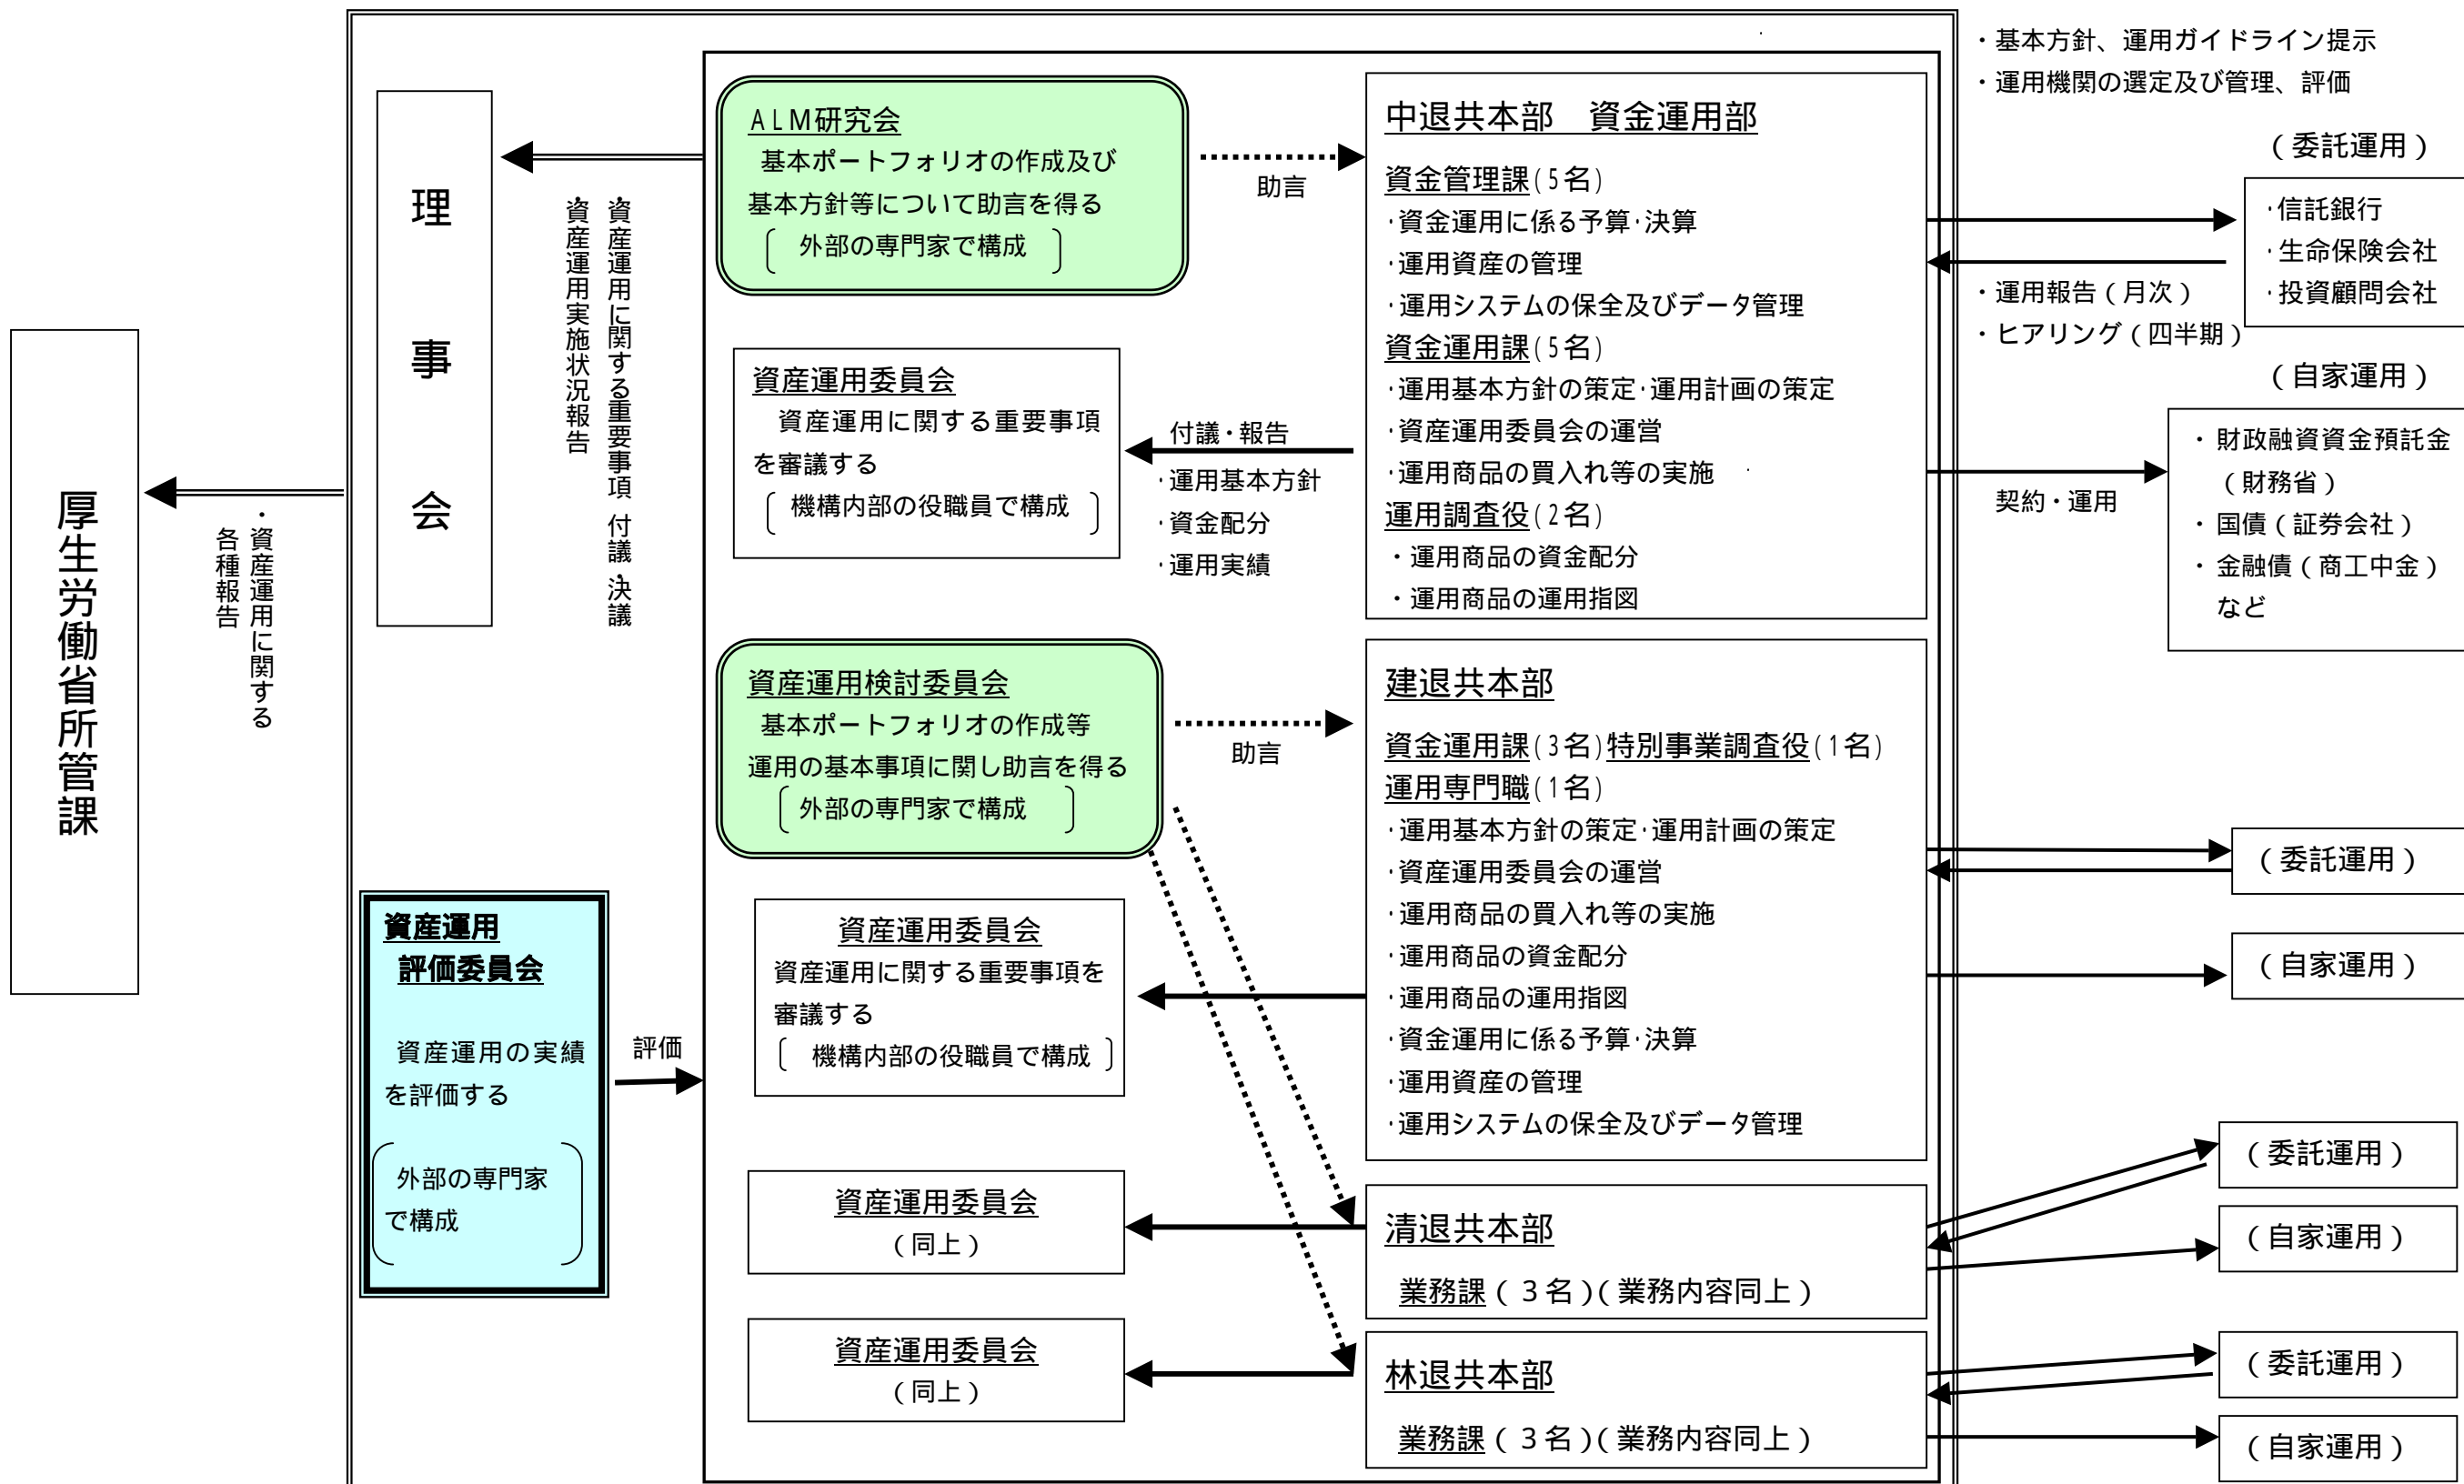 厚生労働省所管課
・資産運用に関する
各種報告
理事会
・資産運用に関する重要事項 付議・決議
・資産運用実施状況報告
ALM研究会
基本ポートフォリオの作成及び
基本方針等について助言を得る
外部の専門家で構成
助言
資産運用委員会
資産運用に関する重要事項
を審議する
機構内部の役職員で構成
付議・報告
・運用基本方針
・資金配分
・運用実績
中退共本部 資金運用部
資金管理課(5名)
・資金運用に係る予算・決算
・運用資産の管理
・運用システムの保全及びデータ管理
資金運用課(5名)
・運用基本方針の策定・運用計画の策定
・資産運用委員会の運営
・運用商品の買入れ等の実施
運用調査役(2名)
・運用商品の資金配分
・運用商品の運用指図
・基本方針、運用ガイドライン提示
・運用機関の選定及び管理、評価
(委託運用)
・信託銀行
・生命保険会社
・投資顧問会社
・運用報告(月次)
・ヒアリング(四半期)
(自家運用)
・財政融資資金預託金
(財務省)
・国債(証券会社)
・金融債(商工中金)
など
契約・運用
資産運用検討委員会
基本ポートフォリオの作成等
運用の基本事項に関し助言を得る
外部の専門家で構成
助言
建退共本部
資金運用課(3名)特別事業調査役(1名)
運用専門職(1名)
・運用基本方針の策定・運用計画の策定
・資産運用委員会の運営
・運用商品の買入れ等の実施
・運用商品の資金配分
・運用商品の運用指図
・資金運用に係る予算・決算
・運用資産の管理
・運用システムの保全及びデータ管理
(委託運用)
(自家運用)
資産運用委員会
資産運用に関する重要事項を
審議する
機構内部の役職員で構成
資産運用
評価委員会
資産運用の実績
を評価する
外部の専門家
で構成
評価
資産運用委員会
(同上)
清退共本部
業務課(3名)(業務内容同上)
(委託運用)
(自家運用)
資産運用委員会
(同上)
林退共本部
業務課(3名)(業務内容同上)
(委託運用)
(自家運用)